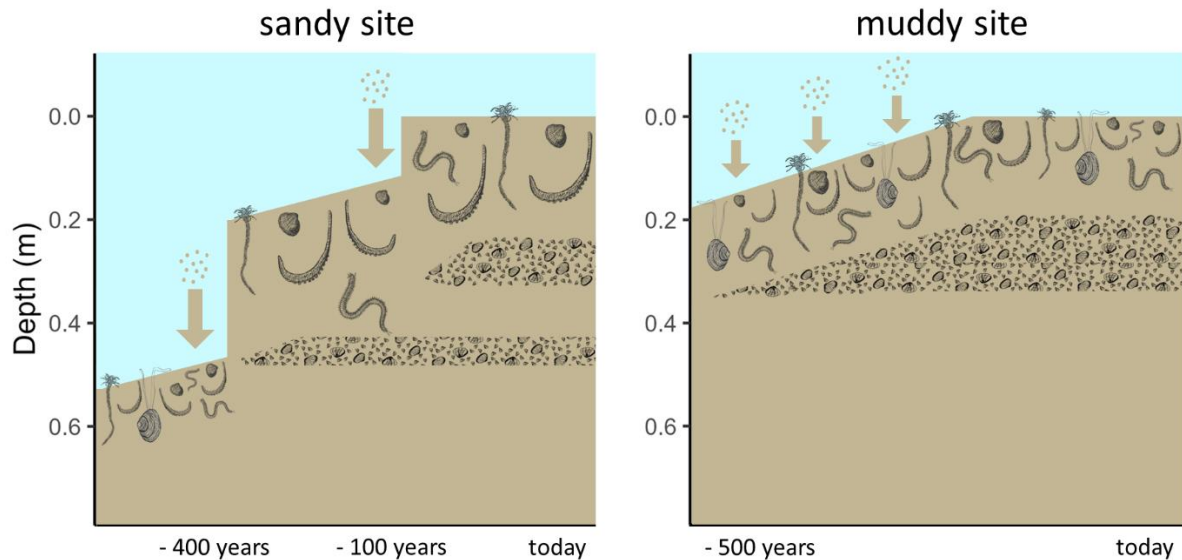 sandy site
muddy site
Depth (m)
0.0
0.2
0.4
0.6
0.0
0.2
0.4
0.6
- 400 years
- 100 years
today
- 500 years
today